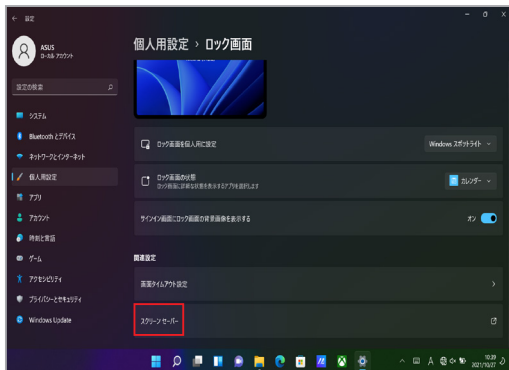 設定
ASUS
ローカル アカウント
設定の検索
システム
Bluetooth とデバイス
ネットワークとインターネット
個人用設定
アプリ
アカウント
時刻と言語
ゲーム
アクセシビリティ
プライバシーとセキュリティ
Windows Update
個人用設定 › ロック画面
ロック画面を個人用に設定
Windows スポットライト
ロック画面の状態
ロック画面に詳細な状態を表示するアプリを選択します
カレンダー
サインイン画面にロック画面の背景画像を表示する
オン
関連設定
画面タイムアウト設定
スクリーン セーバー
A
10:39
2021/10/27